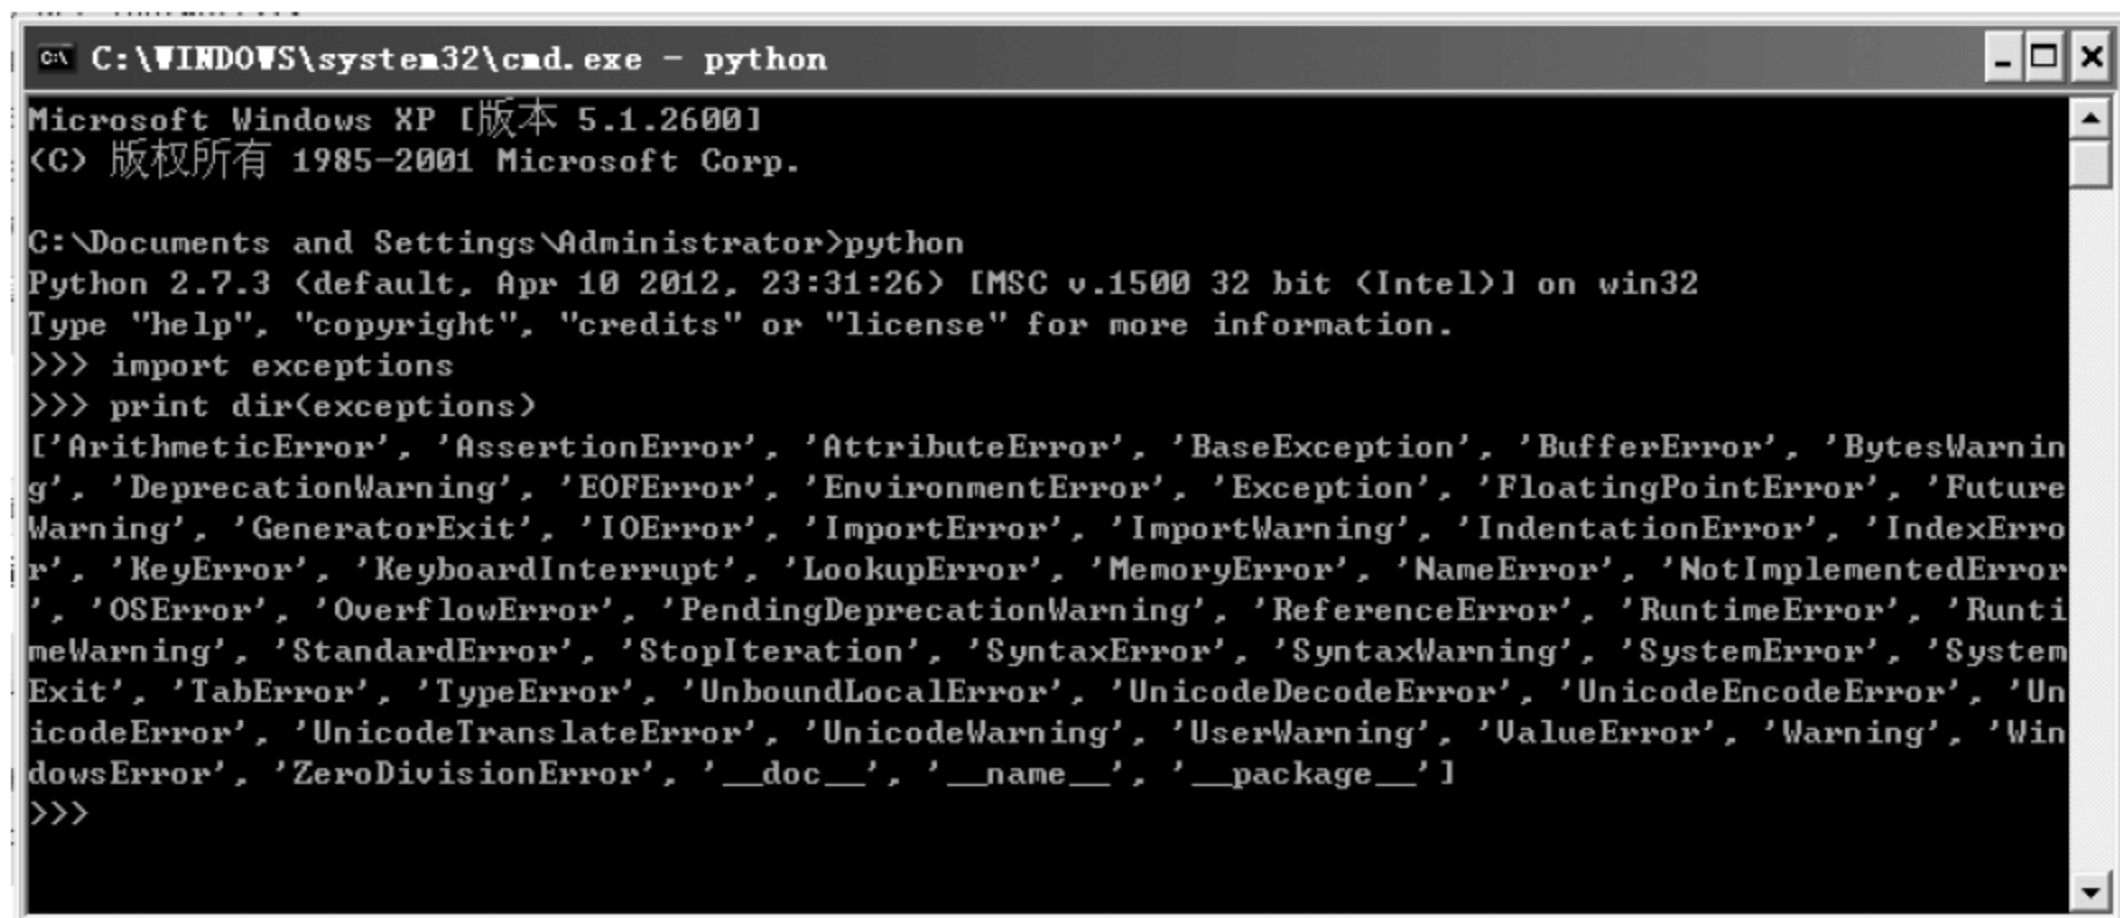 C:\WINDOWS\system32\cmd.exe - python
Microsoft Windows XP [版本 5.1.2600]
(C) 版权所有 1985-2001 Microsoft Corp.
C:\Documents and Settings\Administrator>python
Python 2.7.3 (default, Apr 10 2012, 23:31:26) [MSC v.1500 32 bit (Intel)] on win32
Type "help", "copyright", "credits" or "license" for more information.
>>> import exceptions
>>> print dir(exceptions)
['ArithmeticError', 'AssertionError', 'AttributeError', 'BaseException', 'BufferError', 'BytesWarnin
g', 'DeprecationWarning', 'EOFError', 'EnvironmentError', 'Exception', 'FloatingPointError', 'Future
Warning', 'GeneratorExit', 'IOError', 'ImportError', 'ImportWarning', 'IndentationError', 'IndexErro
r', 'KeyError', 'KeyboardInterrupt', 'LookupError', 'MemoryError', 'NameError', 'NotImplementedError
', 'OSError', 'OverflowError', 'PendingDeprecationWarning', 'ReferenceError', 'RuntimeError', 'Runti
meWarning', 'StandardError', 'StopIteration', 'SyntaxError', 'SyntaxWarning', 'SystemError', 'System
Exit', 'TabError', 'TypeError', 'UnboundLocalError', 'UnicodeDecodeError', 'UnicodeEncodeError', 'Un
icodeError', 'UnicodeTranslateError', 'UnicodeWarning', 'UserWarning', 'ValueError', 'Warning', 'Win
dowsError', 'ZeroDivisionError', '__doc__', '__name__', '__package__']
>>>